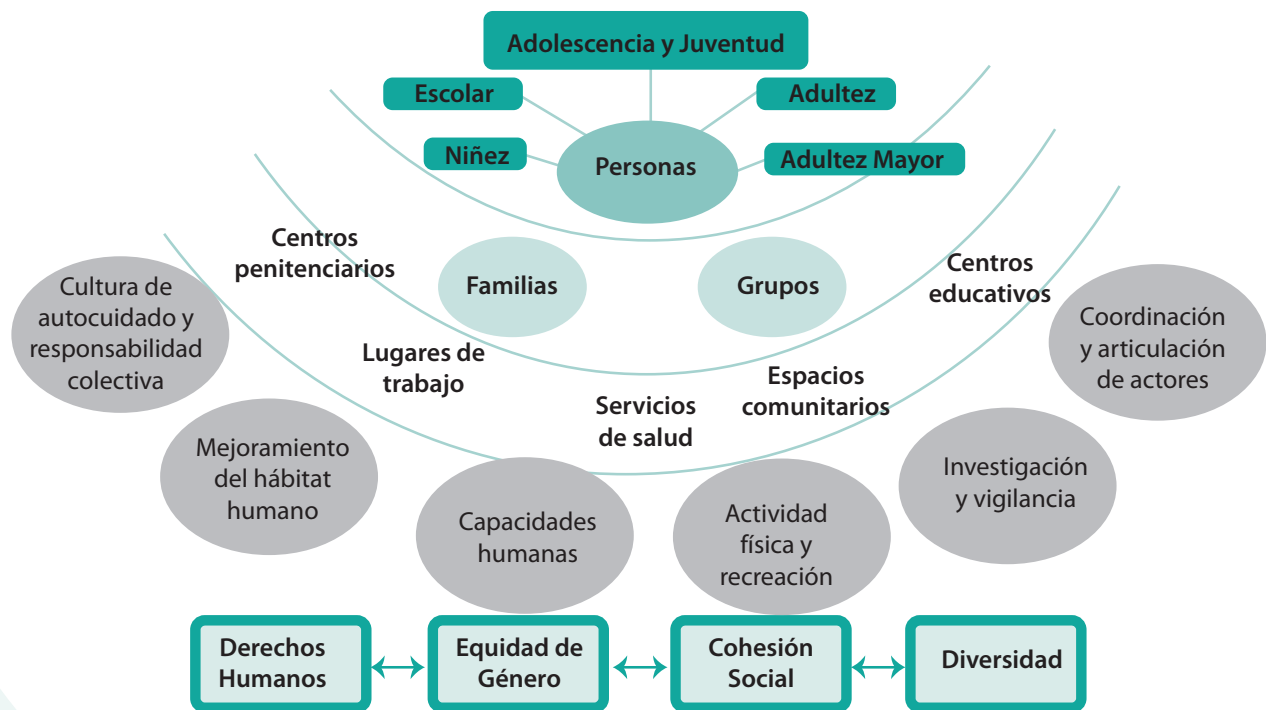 Adolescencia y Juventud
Escolar
Adultez
Niñez
Personas
Adultez Mayor
Centros
penitenciarios
Familias
Grupos
Centros
educativos
Cultura de
autocuidado y
responsabilidad
colectiva
Coordinación
y articulación
de actores
Lugares de
trabajo
Servicios
de salud
Espacios
comunitarios
Mejoramiento
del hábitat
humano
Capacidades
humanas
Actividad
física y
recreación
Investigación
y vigilancia
Derechos
Humanos
Equidad de
Género
Cohesión
Social
Diversidad